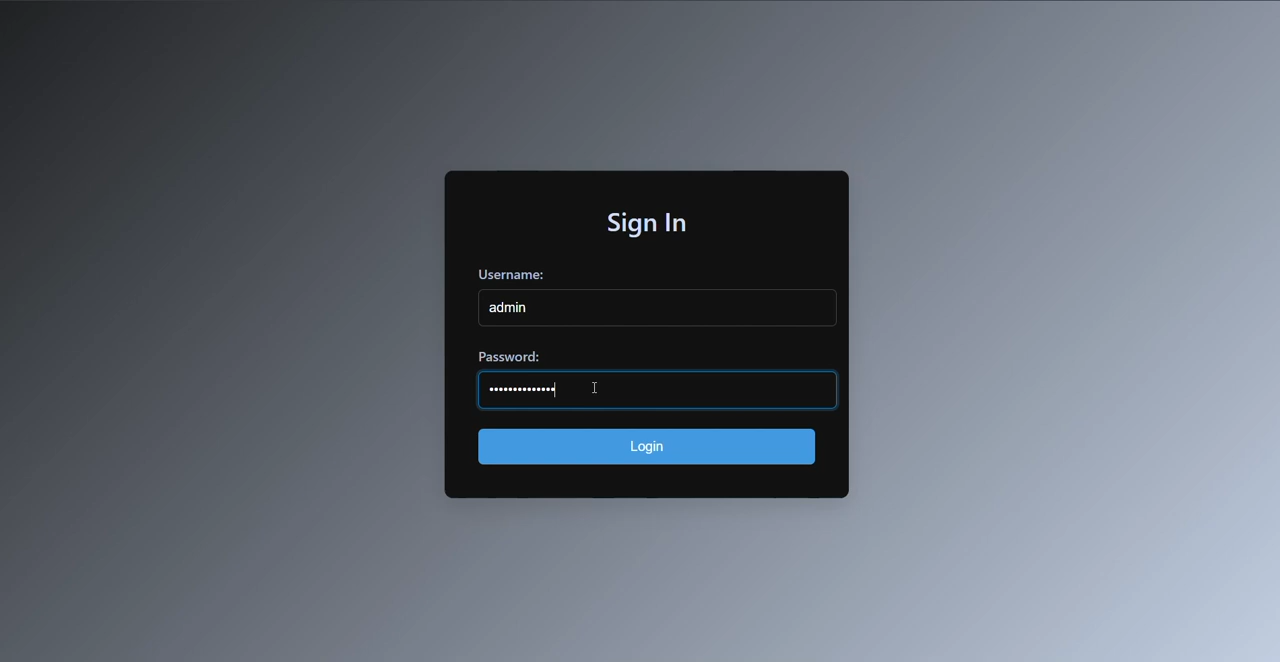 Sign In
Username:
admin
Password:
••••••••••••••
Login